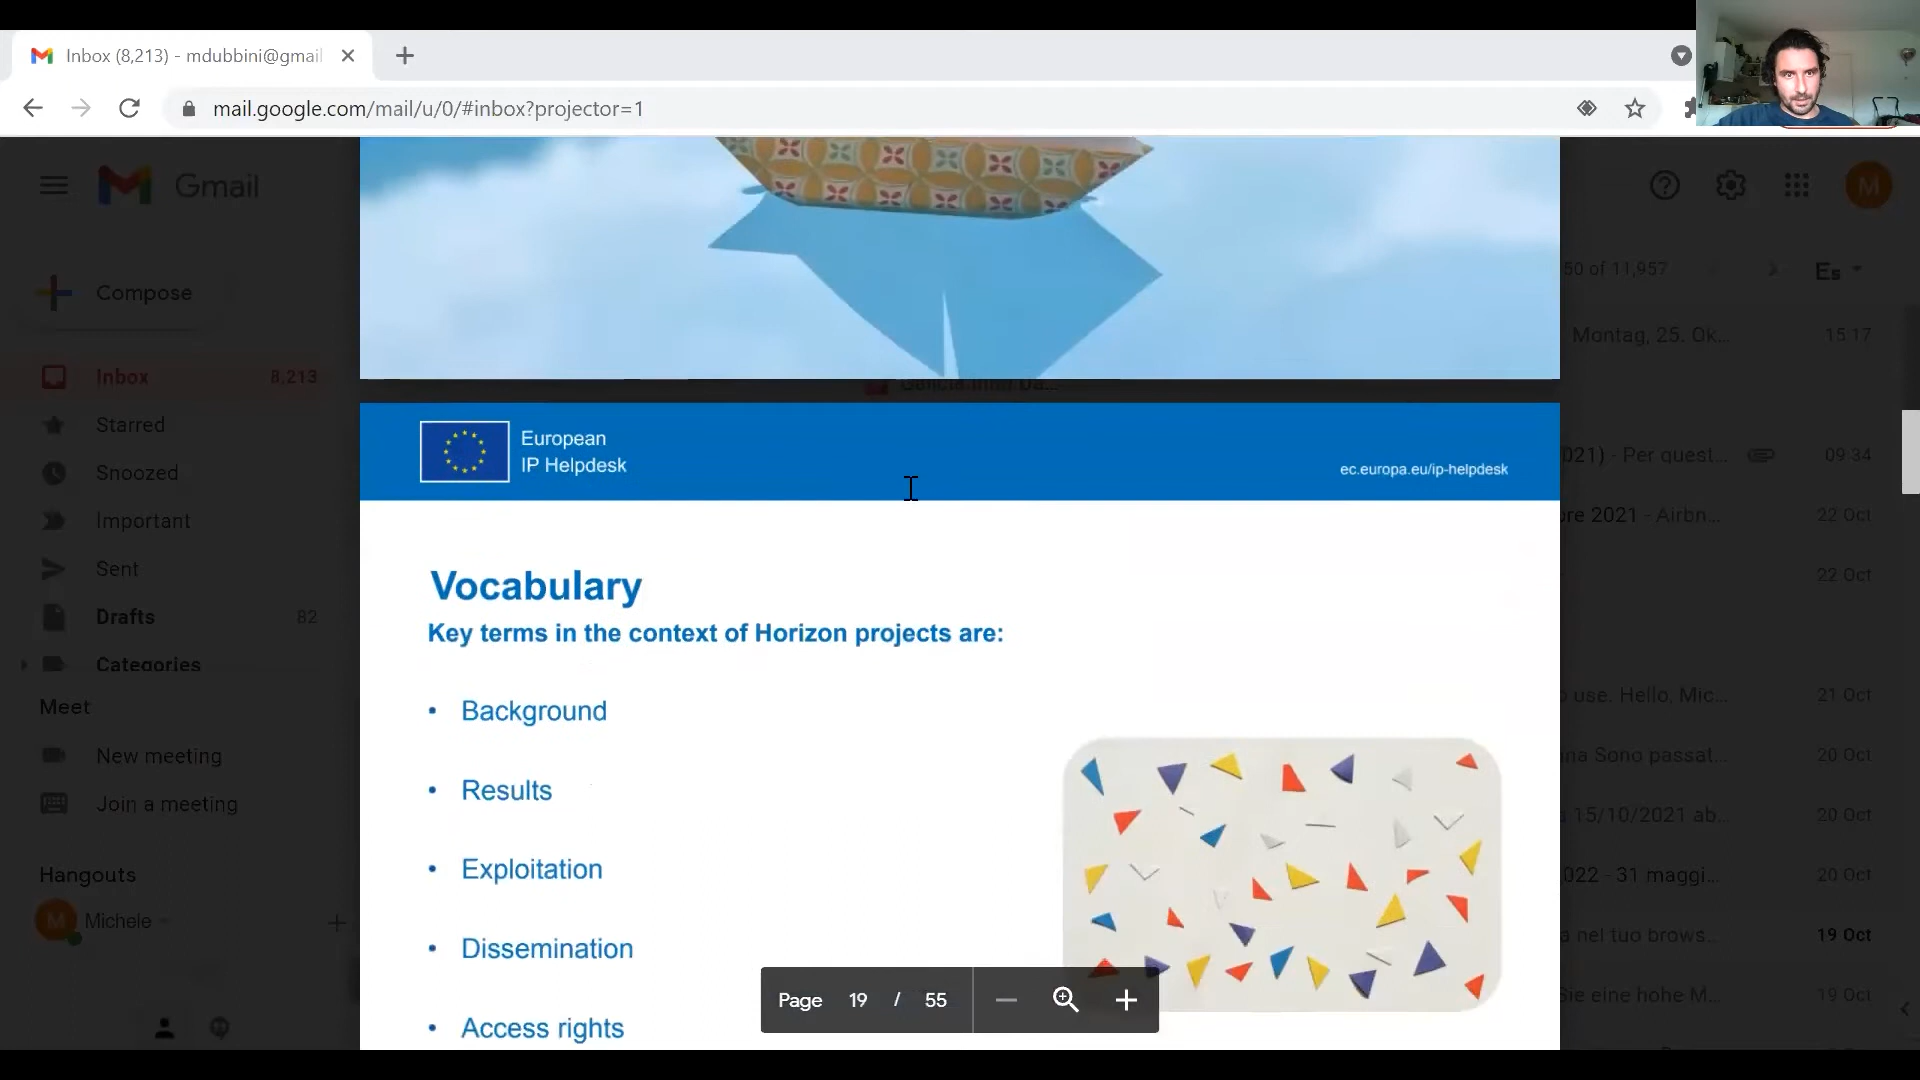 Inbox (8,213) - mdubbini@gmail
mail.google.com/mail/u/0/#inbox?projector=1
Gmail
50 of 11,957
Es
Compose
Montag, 25. Ok...
15:17
Inbox 8,213
Starred
European
IP Helpdesk
ec.europa.eu/ip-helpdesk
021) - Per quest...
09:34
Snoozed
Important
bre 2021 - Airbn...
22 Oct
Sent
22 Oct
Vocabulary
Drafts 82
Key terms in the context of Horizon projects are:
Categories
Meet
• Background
use. Hello, Mic...
21 Oct
New meeting
Sono passat...
20 Oct
• Results
Join a meeting
15/10/2021 ab...
20 Oct
Hangouts
• Exploitation
022 - 31 maggi...
20 Oct
M Michele
nel tuo brows...
19 Oct
• Dissemination
Page 19 / 55
Sie eine hohe M...
19 Oct
• Access rights